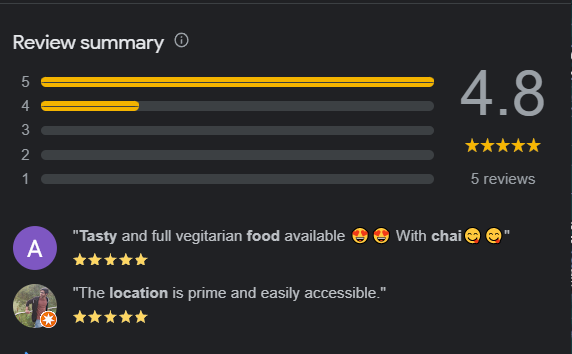 Review summary
5
4
3
2
1
4.8
5 reviews
A
"Tasty and full vegitarian food available 😍 😍 With chai😋 😋"
"The location is prime and easily accessible."